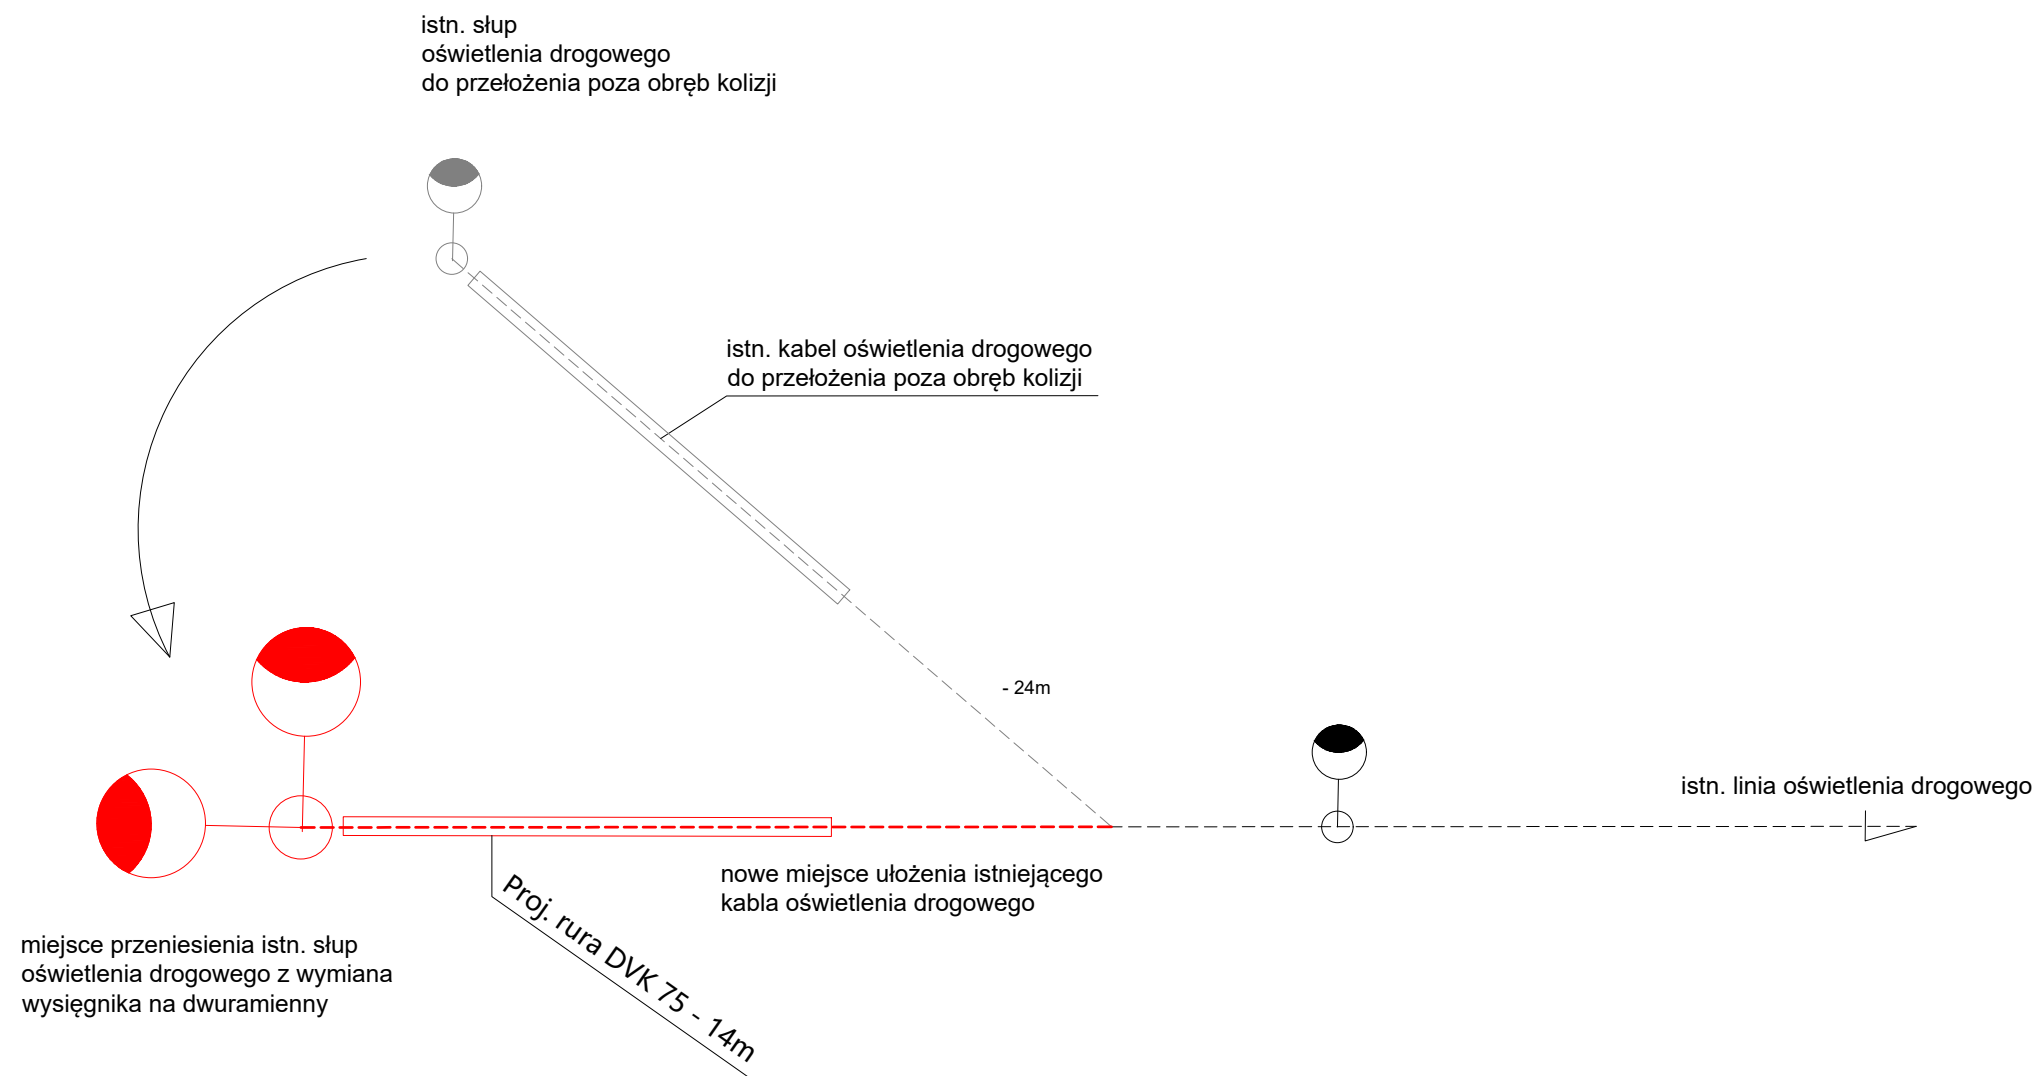 istn. słup
oświetlenia drogowego
do przełożenia poza obręb kolizji
istn. kabel oświetlenia drogowego
do przełożenia poza obręb kolizji
- 24m
istn. linia oświetlenia drogowego
nowe miejsce ułożenia istniejącego
kabla oświetlenia drogowego
Proj. rura DVK 75 - 14m
miejsce przeniesienia istn. słup
oświetlenia drogowego z wymiana
wysięgnika na dwuramienny